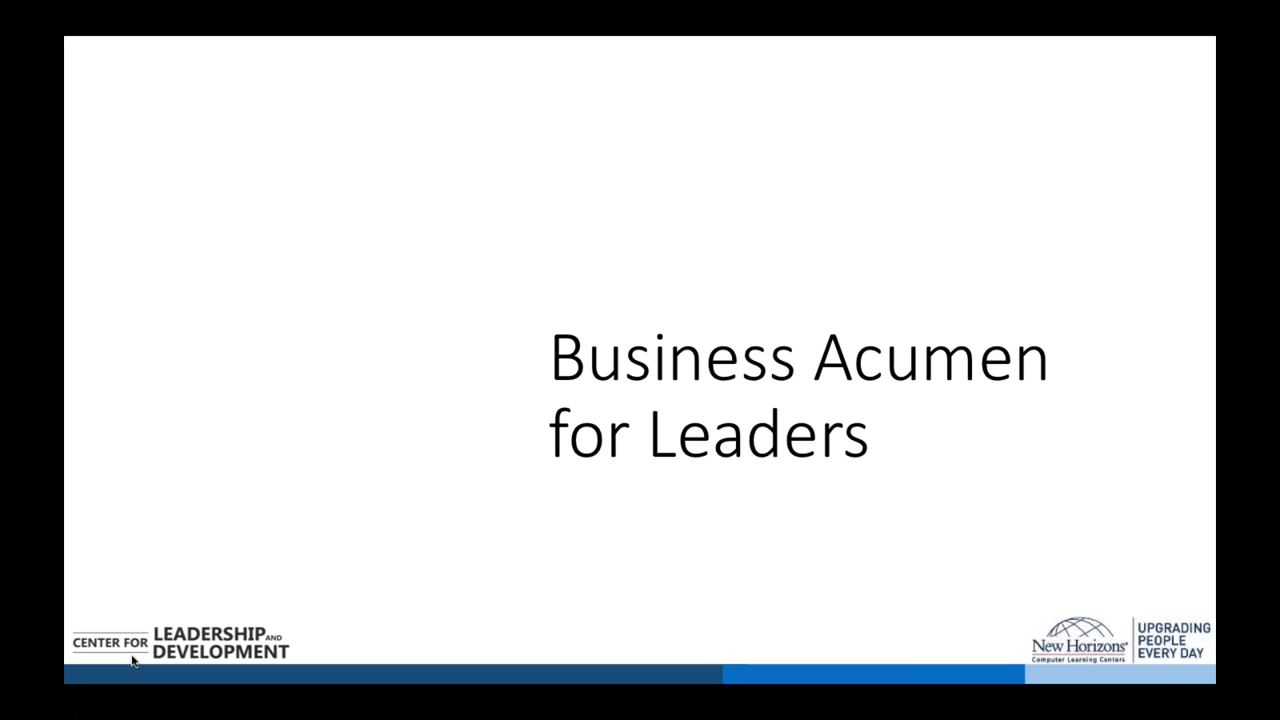 Business Acumen
for Leaders
CENTER FOR LEADERSHIP AND DEVELOPMENT
New Horizons®
Computer Learning Centers
UPGRADING
PEOPLE
EVERY DAY